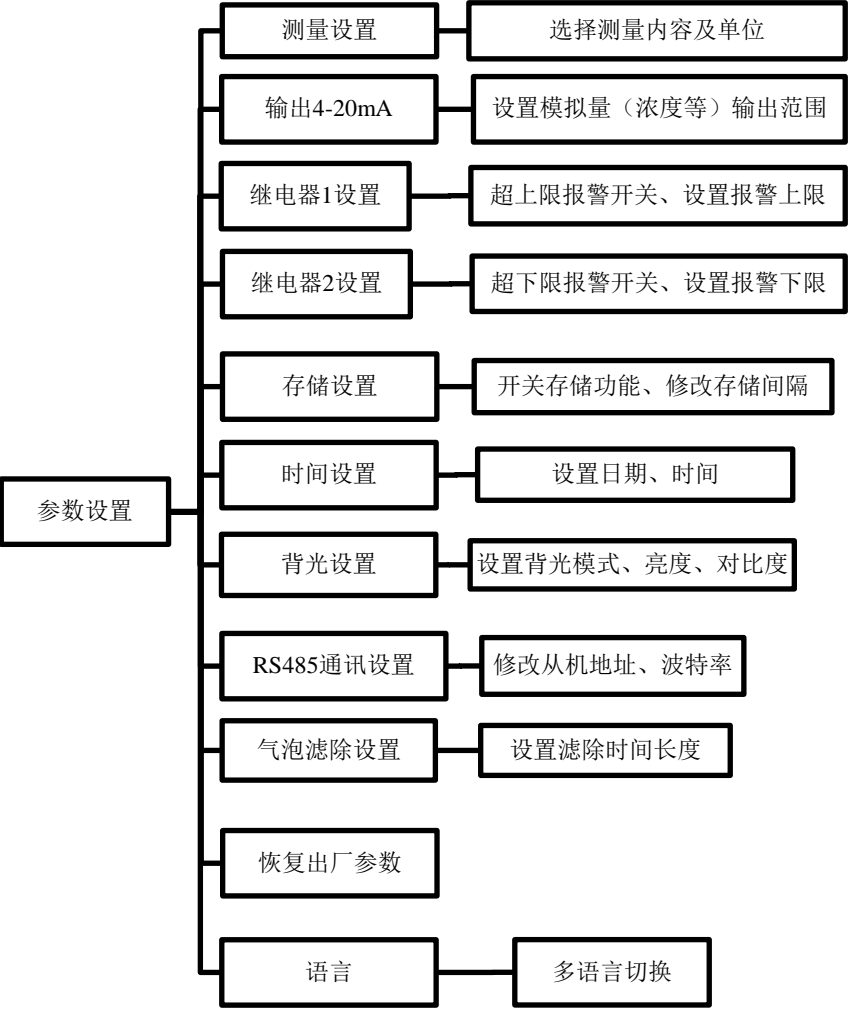 测量设置
选择测量内容及单位
输出4-20mA
设置模拟量（浓度等）输出范围
继电器1设置
超上限报警开关、设置报警上限
继电器2设置
超下限报警开关、设置报警下限
存储设置
开关存储功能、修改存储间隔
时间设置
设置日期、时间
参数设置
背光设置
设置背光模式、亮度、对比度
RS485通讯设置
修改从机地址、波特率
气泡滤除设置
设置滤除时间长度
恢复出厂参数
语言
多语言切换